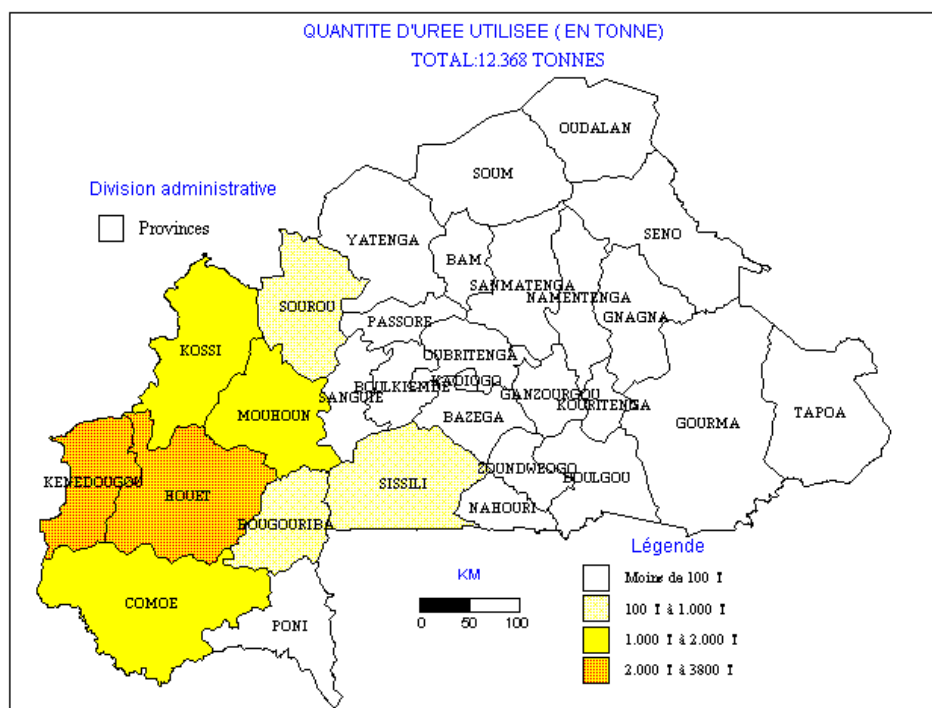 QUANTITE D'UREE UTILISEE ( EN TONNE)
TOTAL:12.368 TONNES
OUDALAN
SOUM
Division administrative
Provinces
YATENGA
SENO
BAM
SANMATENGA
NAMENTENGA
GNAGNA
SOUROU
PASSORE
KOSSI
OUBRITENGA
KADIOGO
BOULKIEMDE
SANGUIE
GANZOURGOU
KOURITENGA
MOUHOUN
BAZEGA
GOURMA
TAPOA
KENEDOUGOU
HOUET
SISSILI
ZOUNDWEOGO
BOULGOU
NAHOURI
BOUGOURIBA
COMOE
PONI
KM
0 50 100
Légende
Moins de 100 T
100 T à 1.000 T
1.000 T à 2.000 T
2.000 T à 3800 T